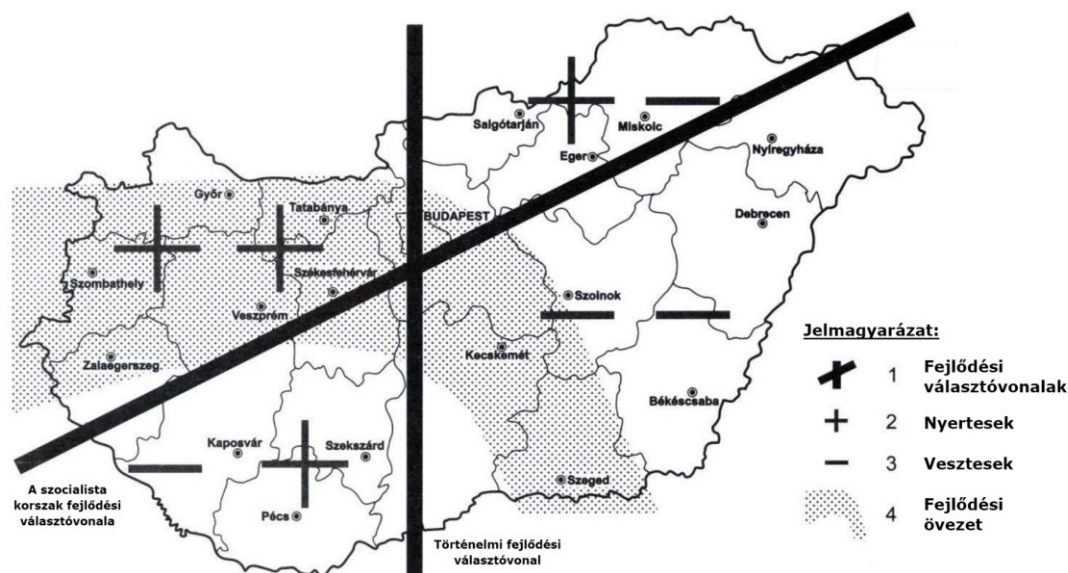 Salgótarján
Miskolc
Eger
Nyíregyháza
Győr
Tatabánya
BUDAPEST
Debrecen
Szombathely
Székesfehérvár
Veszprém
Szolnok
Zalaegerszeg
Kecskemét
Békéscsaba
Kaposvár
Szekszárd
Szeged
Pécs
A szocialista
korszak fejlődési
választóvonala
Történelmi fejlődési
választóvonal
Jelmagyarázat:
1 Fejlődési
választóvonalak
2 Nyertesek
3 Vesztesek
4 Fejlődési
övezet